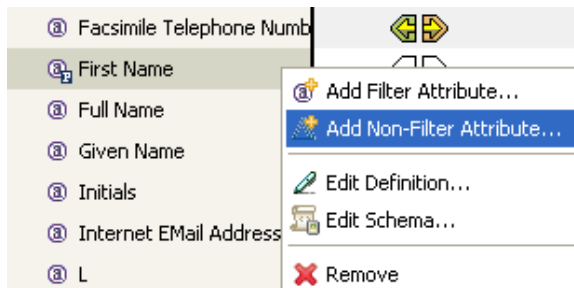 Facsimile Telephone Numb
First Name
Full Name
Given Name
Initials
Internet EMail Address
L
Add Filter Attribute...
Add Non-Filter Attribute...
Edit Definition...
Edit Schema...
Remove